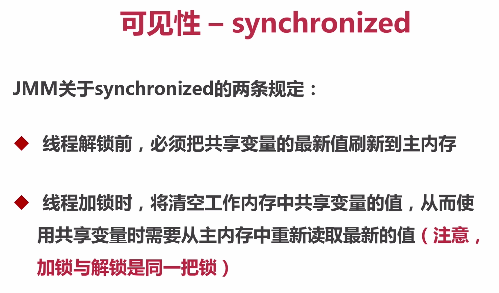 可见性 – synchronized
JMM关于synchronized的两条规定：
线程解锁前，必须把共享变量的最新值刷新到主内存
线程加锁时，将清空工作内存中共享变量的值，从而使
用共享变量时需要从主内存中重新读取最新的值（注意，
加锁与解锁是同一把锁）